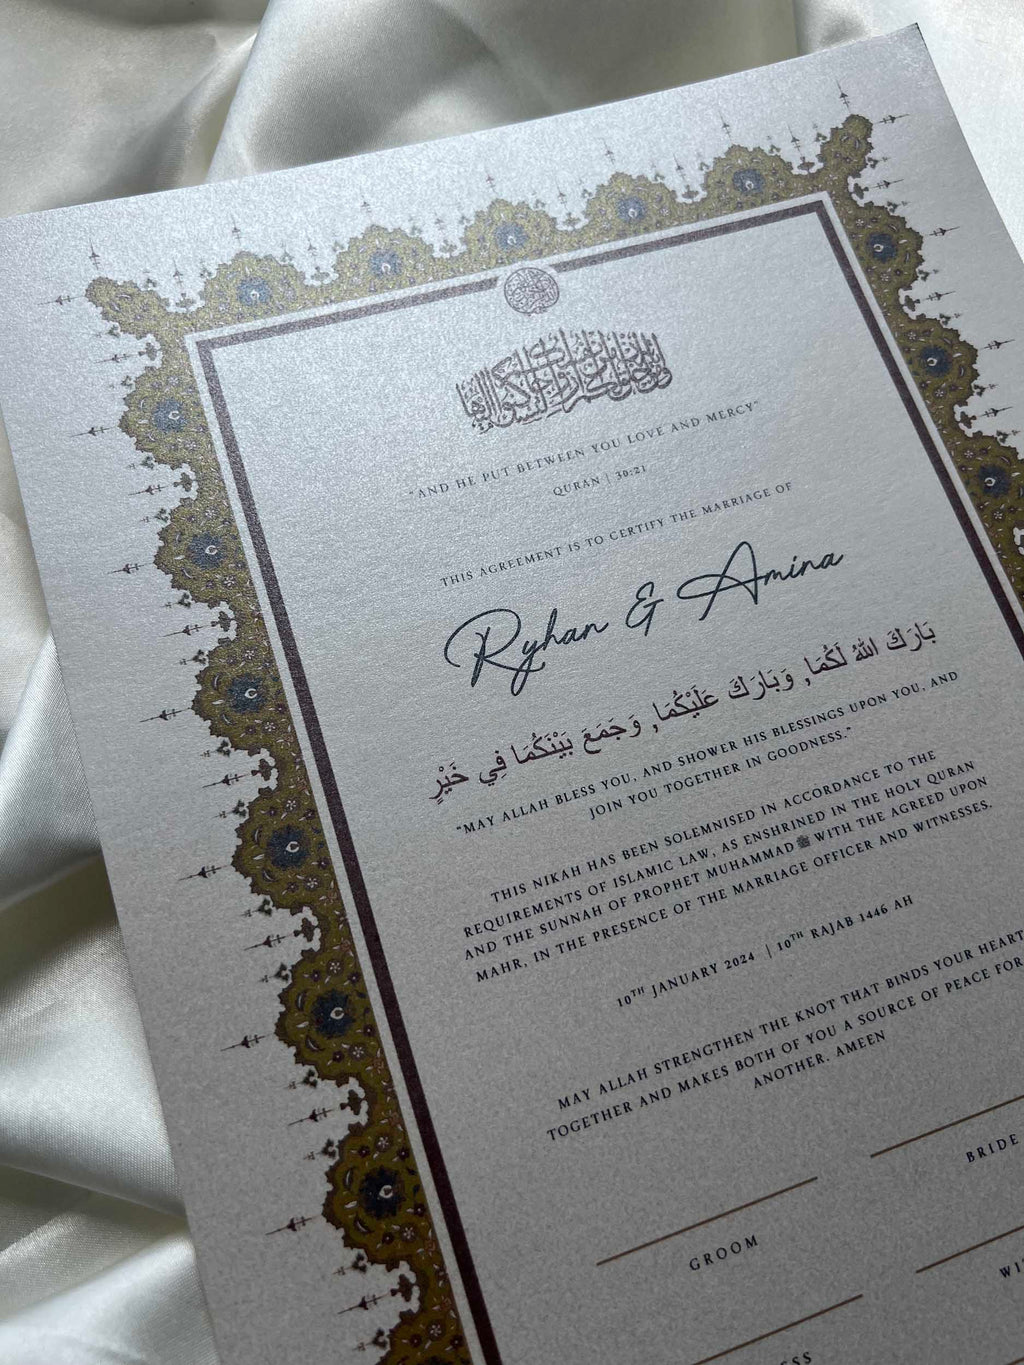 "AND HE PUT BETWEEN YOU LOVE AND MERCY"
QURAN | 30:21
THIS AGREEMENT IS TO CERTIFY THE MARRIAGE OF
Ryhan & Amina
بَارَكَ اللهُ لَكُمَا, وَبَارَكَ عَلَيْكُمَا, وَجَمَعَ بَيْنَكُمَا فِي خَيْرٍ
"MAY ALLAH BLESS YOU, AND SHOWER HIS BLESSINGS UPON YOU, AND
JOIN YOU TOGETHER IN GOODNESS."
THIS NIKAH HAS BEEN SOLEMNISED IN ACCORDANCE TO THE
REQUIREMENTS OF ISLAMIC LAW, AS ENSHRINED IN THE HOLY QURAN
AND THE SUNNAH OF PROPHET MUHAMMAD ﷺ WITH THE AGREED UPON
MAHR, IN THE PRESENCE OF THE MARRIAGE OFFICER AND WITNESSES.
10TH JANUARY 2024 | 10TH RAJAB 1446 AH
MAY ALLAH STRENGTHEN THE KNOT THAT BINDS YOUR HEART
TOGETHER AND MAKES BOTH OF YOU A SOURCE OF PEACE FOR
ANOTHER. AMEEN
BRIDE
GROOM